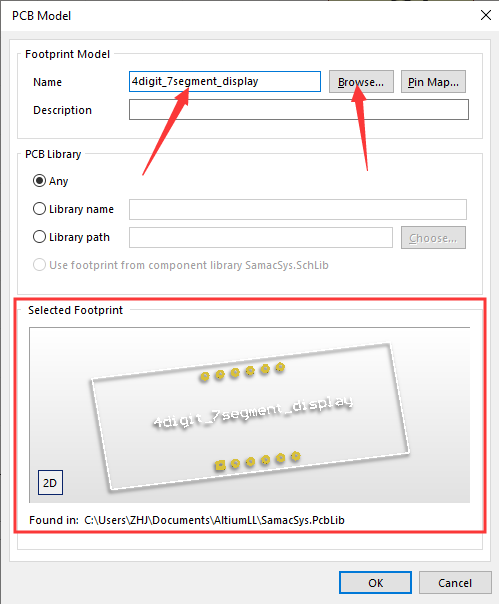 PCB Model
Footprint Model
Name 4digit_7segment_display Browse... Pin Map...
Description
PCB Library
Any
Library name
Library path Choose...
Use footprint from component library SamacSys.SchLib
Selected Footprint
4digit_7segment_display
2D
Found in: C:\Users\ZHJ\Documents\AltiumLL\SamacSys.PcbLib
OK Cancel